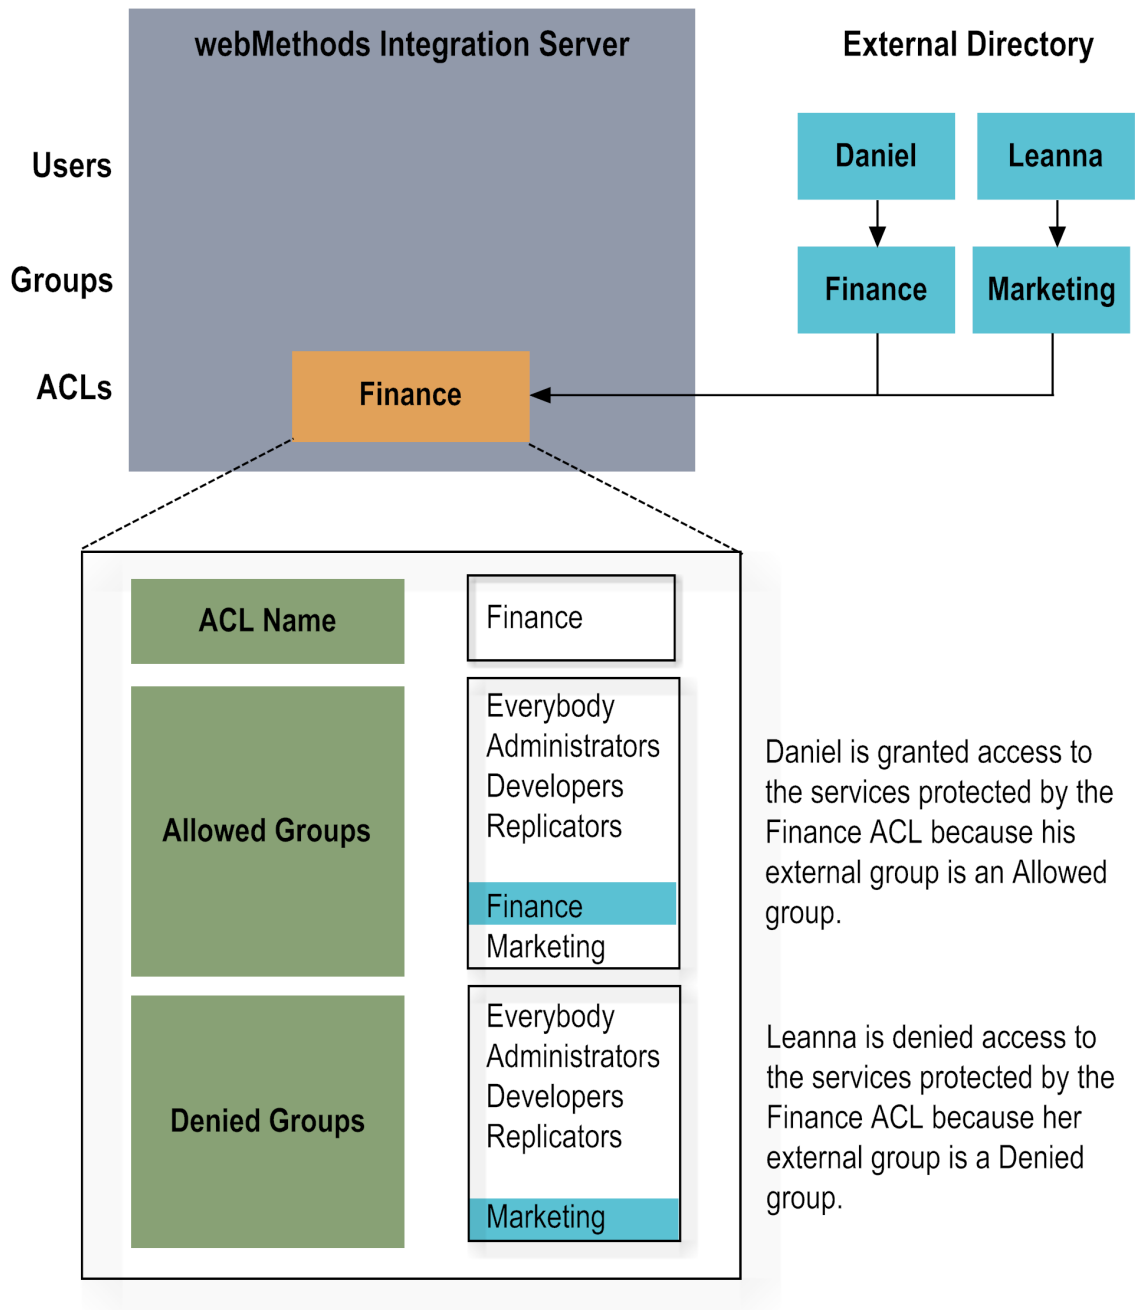 webMethods Integration Server
External Directory
Users
Daniel
Leanna
Groups
Finance
Marketing
ACLs
Finance
ACL Name
Finance
Allowed Groups
Everybody
Administrators
Developers
Replicators
Finance
Marketing
Daniel is granted access to
the services protected by the
Finance ACL because his
external group is an Allowed
group.
Denied Groups
Everybody
Administrators
Developers
Replicators
Marketing
Leanna is denied access to
the services protected by the
Finance ACL because her
external group is a Denied
group.